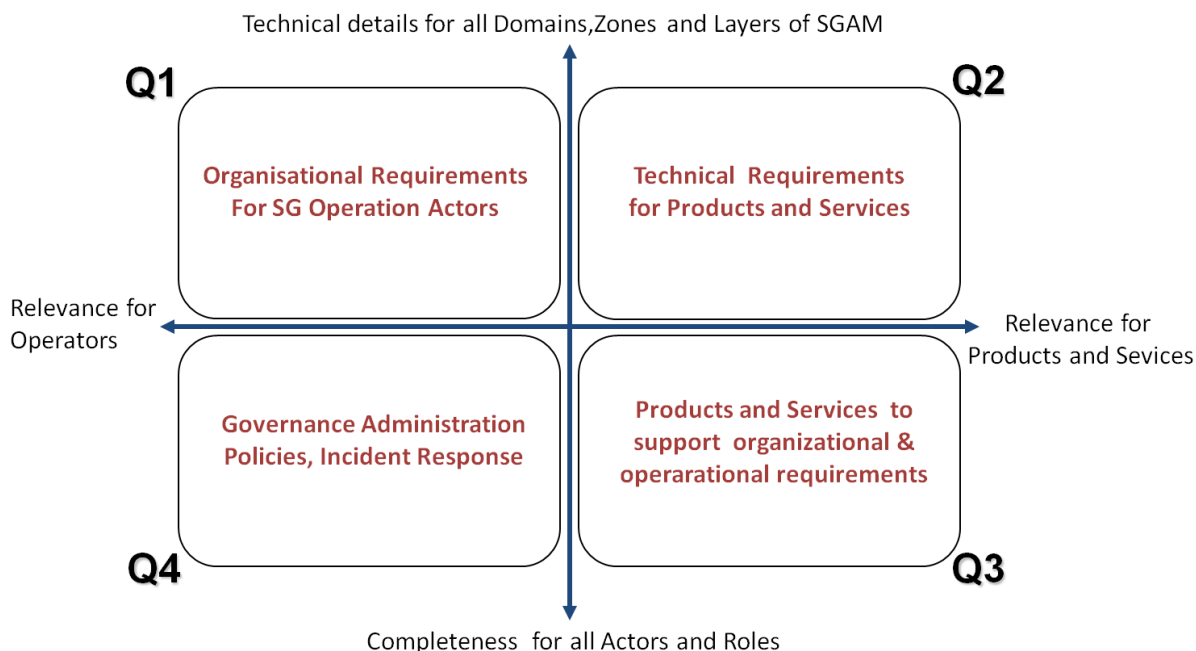 Technical details for all Domains,Zones and Layers of SGAM
Q1
Q2
Organisational Requirements
For SG Operation Actors
Technical Requirements
for Products and Services
Relevance for
Operators
Relevance for
Products and Sevices
Governance Administration
Policies, Incident Response
Products and Services to
support organizational &
operarational requirements
Q4
Q3
Completeness for all Actors and Roles